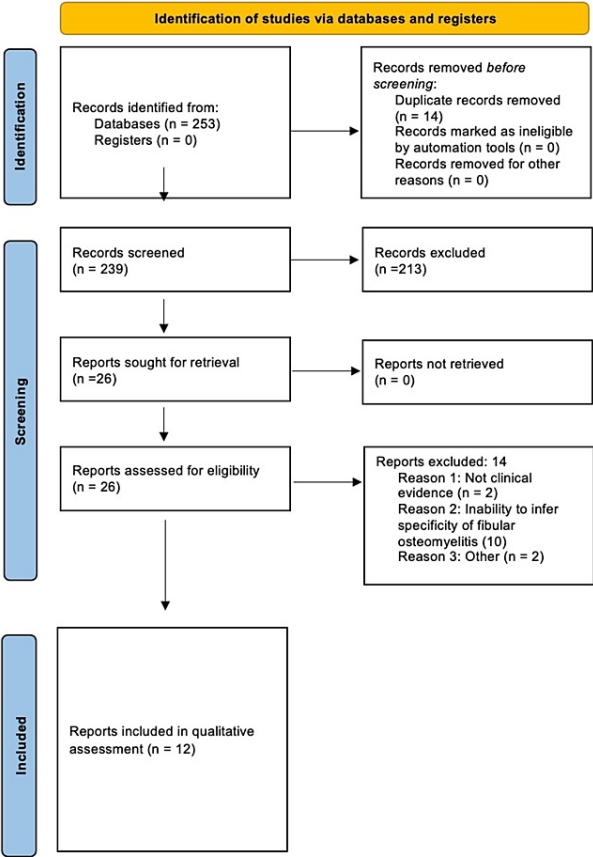 Identification of studies via databases and registers
Identification
Records identified from:
Databases (n = 253)
Registers (n = 0)
Records removed before
screening:
Duplicate records removed
(n = 14)
Records marked as ineligible
by automation tools (n = 0)
Records removed for other
reasons (n = 0)
Screening
Records screened
(n = 239)
Records excluded
(n =213)
Reports sought for retrieval
(n =26)
Reports not retrieved
(n = 0)
Reports assessed for eligibility
(n = 26)
Reports excluded: 14
Reason 1: Not clinical
evidence (n = 2)
Reason 2: Inability to infer
specificity of fibular
osteomyelitis (10)
Reason 3: Other (n = 2)
Included
Reports included in qualitative
assessment (n = 12)